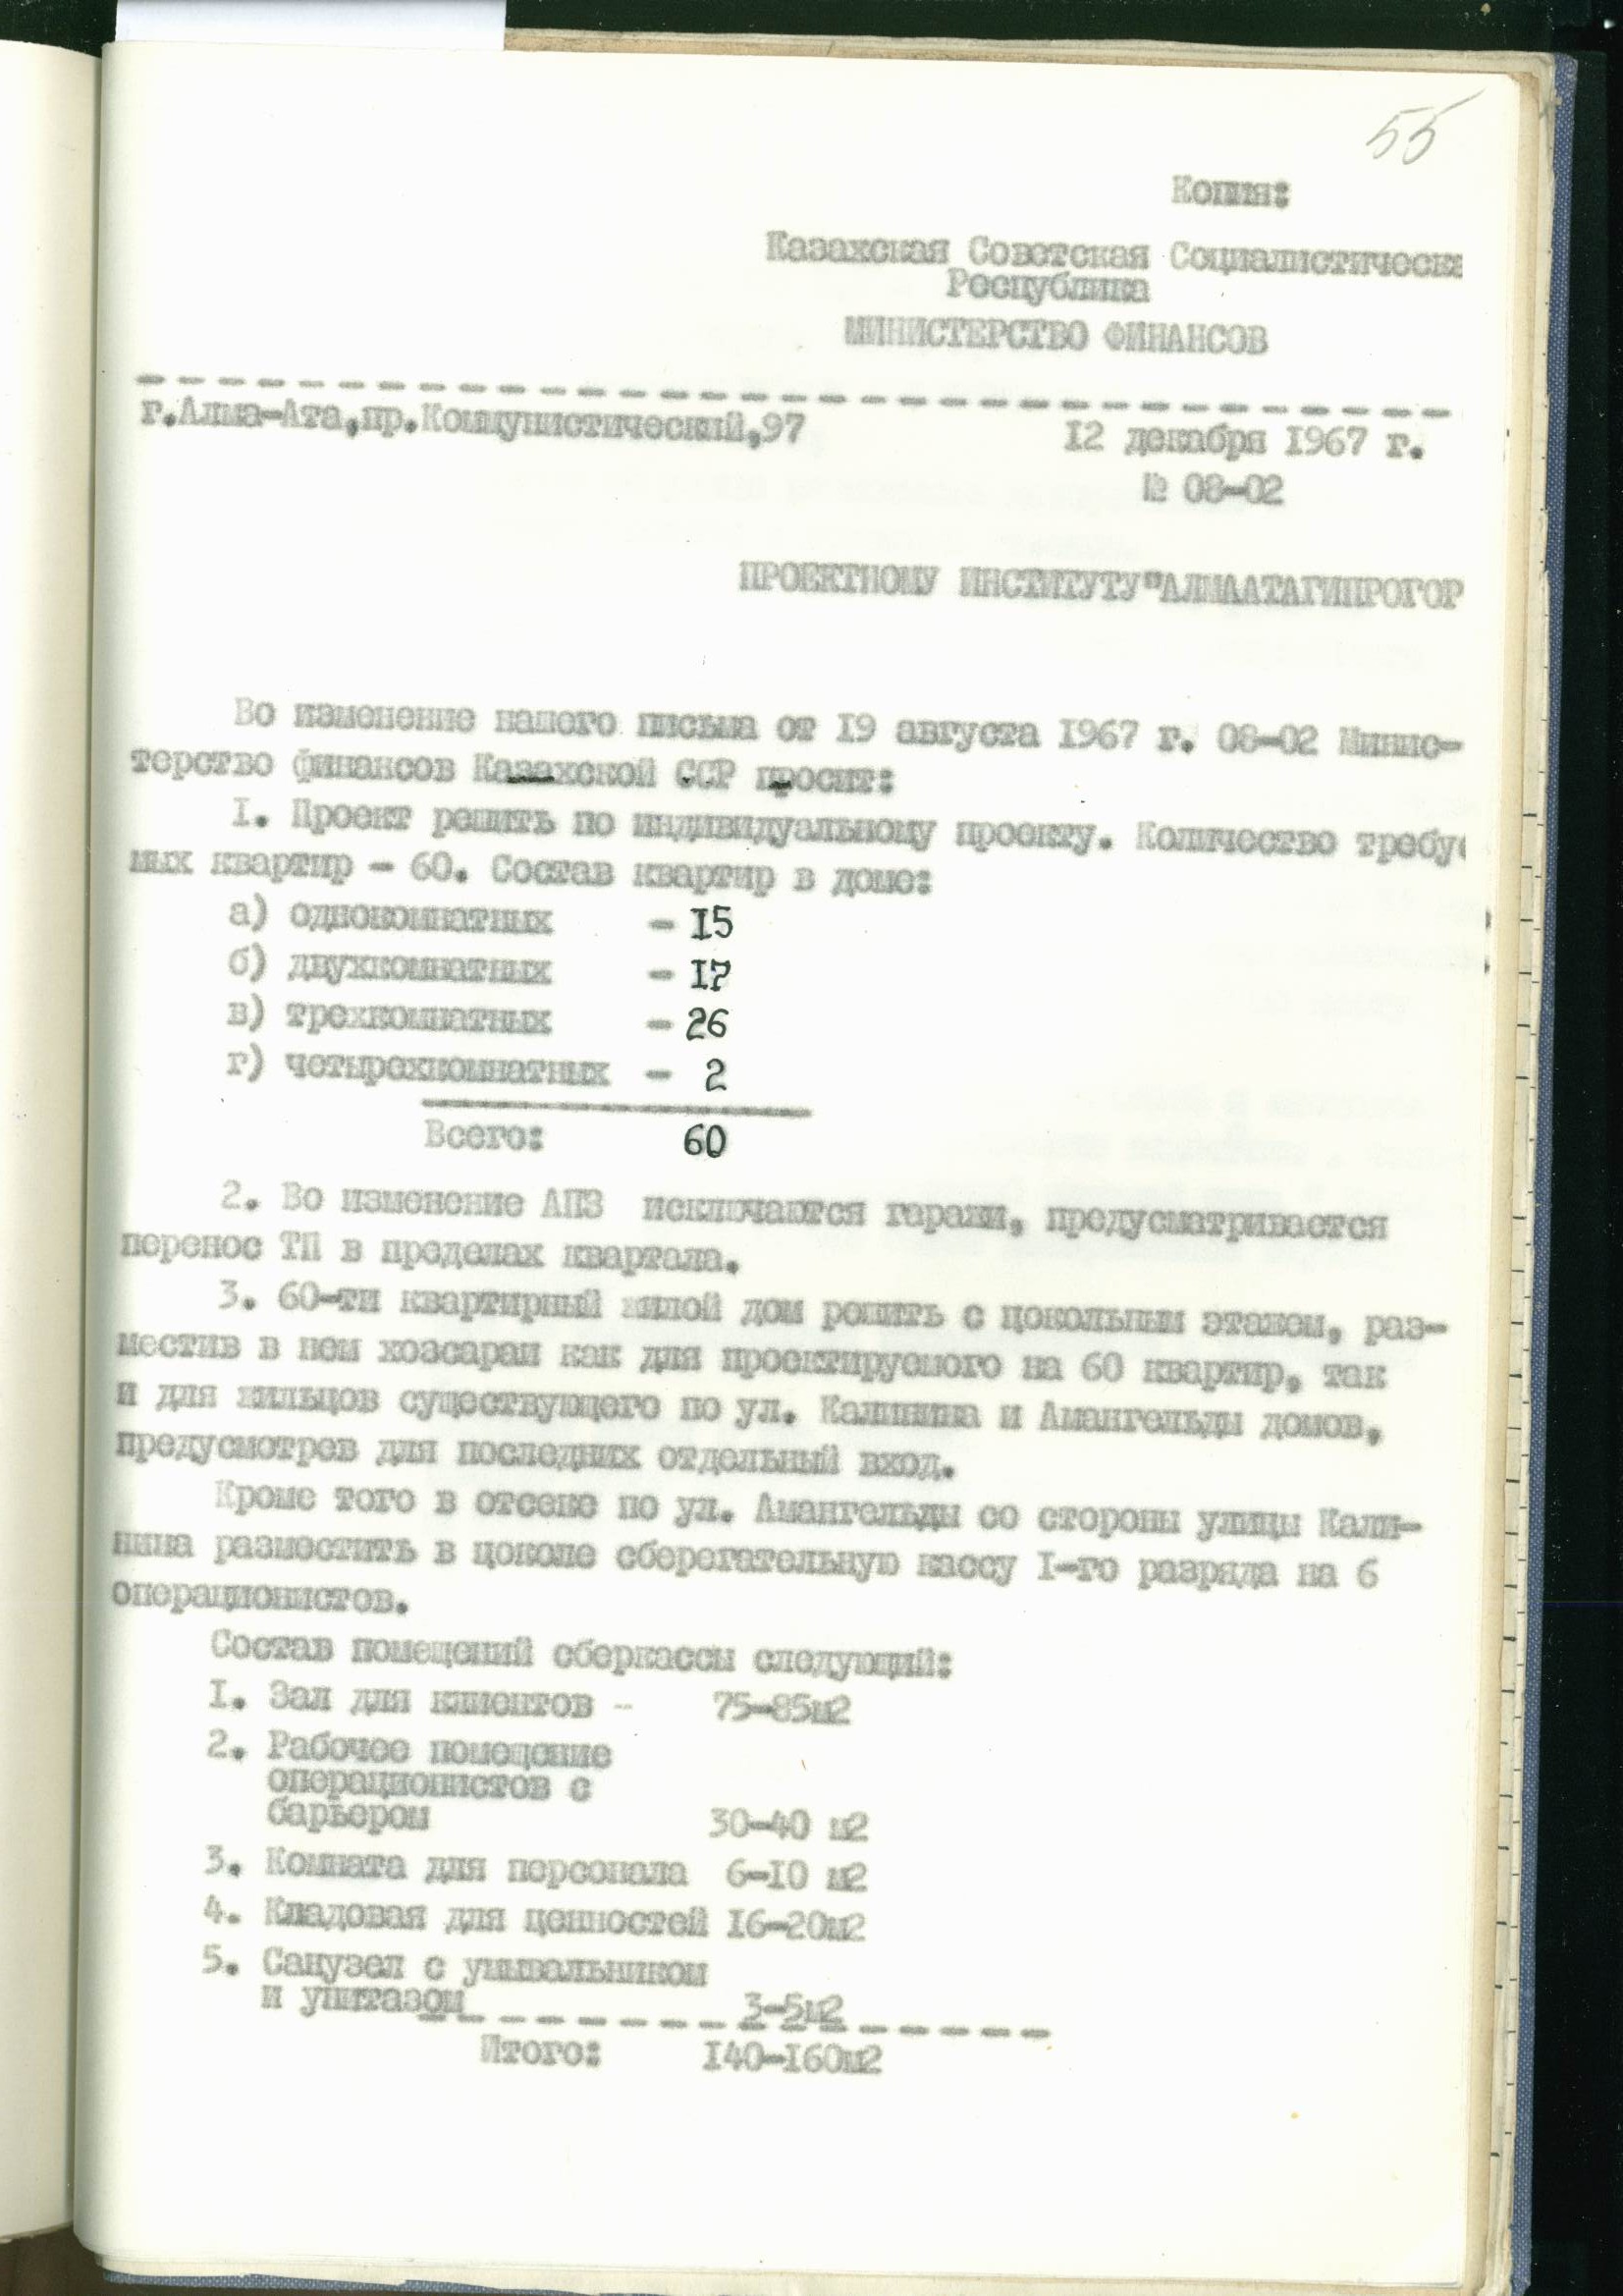 55
Копия:
Казахская Советская Социалистическа
Республика
МИНИСТЕРСТВО ФИНАНСОВ
г.Алма-Ата,пр.Коммунистический,97
12 декабря 1967 г.
№ 08-02
ПРОЕКТНОМУ ИНСТИТУТУ"АЛМААТАГИПРОГОР
Во изменение нашего письма от 19 августа 1967 г. 08-02 Минис-
терство финансов Казахской ССР просит:
1. Проект решить по индивидуальному проекту. Количество требуе
мых квартир - 60. Состав квартир в доме:
а) однокомнатных - 15
б) двухкомнатных - 17
в) трехкомнатных - 26
г) четырехкомнатных - 2
Всего: 60
2. Во изменение АПЗ исключаются гаражи, предусматривается
перенос ТП в пределах квартала.
3. 60-ти квартирный жилой дом решить с цокольным этажом, раз-
местив в нем хозсараи как для проектируемого на 60 квартир, так
и для жильцов существующего по ул. Калинина и Амангельды домов,
предусмотрев для последних отдельный вход.
Кроме того в отсеке по ул. Амангельды со стороны улицы Кали-
нина разместить в цоколе сберегательную кассу I-го разряда на 6
операционистов.
Состав помещений сберкассы следующий:
1. Зал для клиентов - 75-85м2
2. Рабочее помещение
операционистов с
барьером 30-40 м2
3. Комната для персонала 6-10 м2
4. Кладовая для ценностей 16-20м2
5. Санузел с умывальником
и унитазом 3-5м2
Итого: 140-160м2